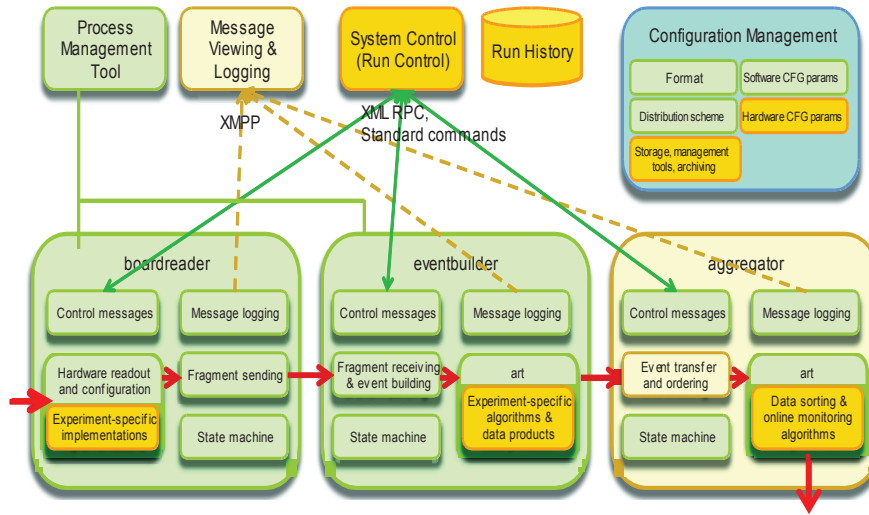 Process
Management
Tool
Message
Viewing &
Logging
System Control
(Run Control)
Run History
Configuration Management
Format
Software CFG params
Distribution scheme
Hardware CFG params
Storage, management
tools, archiving
XMPP
XML RPC,
Standard commands
boardreader
Control messages
Message logging
Hardware readout
and configuration
Fragment sending
Experiment-specific
implementations
State machine
eventbuilder
Control messages
Message logging
Fragment receiving
& event building
art
Experiment-specific
algorithms &
data products
State machine
aggregator
Control messages
Message logging
Event transfer
and ordering
art
Data sorting &
online monitoring
algorithms
State machine